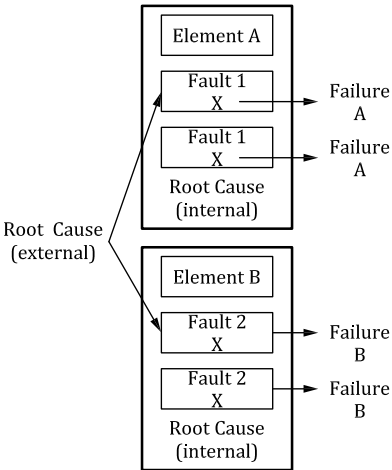 Element A
Fault 1
X
Failure
A
Fault 1
X
Failure
A
Root Cause
(internal)
Root Cause
(external)
Element B
Fault 2
X
Failure
B
Fault 2
X
Failure
B
Root Cause
(internal)